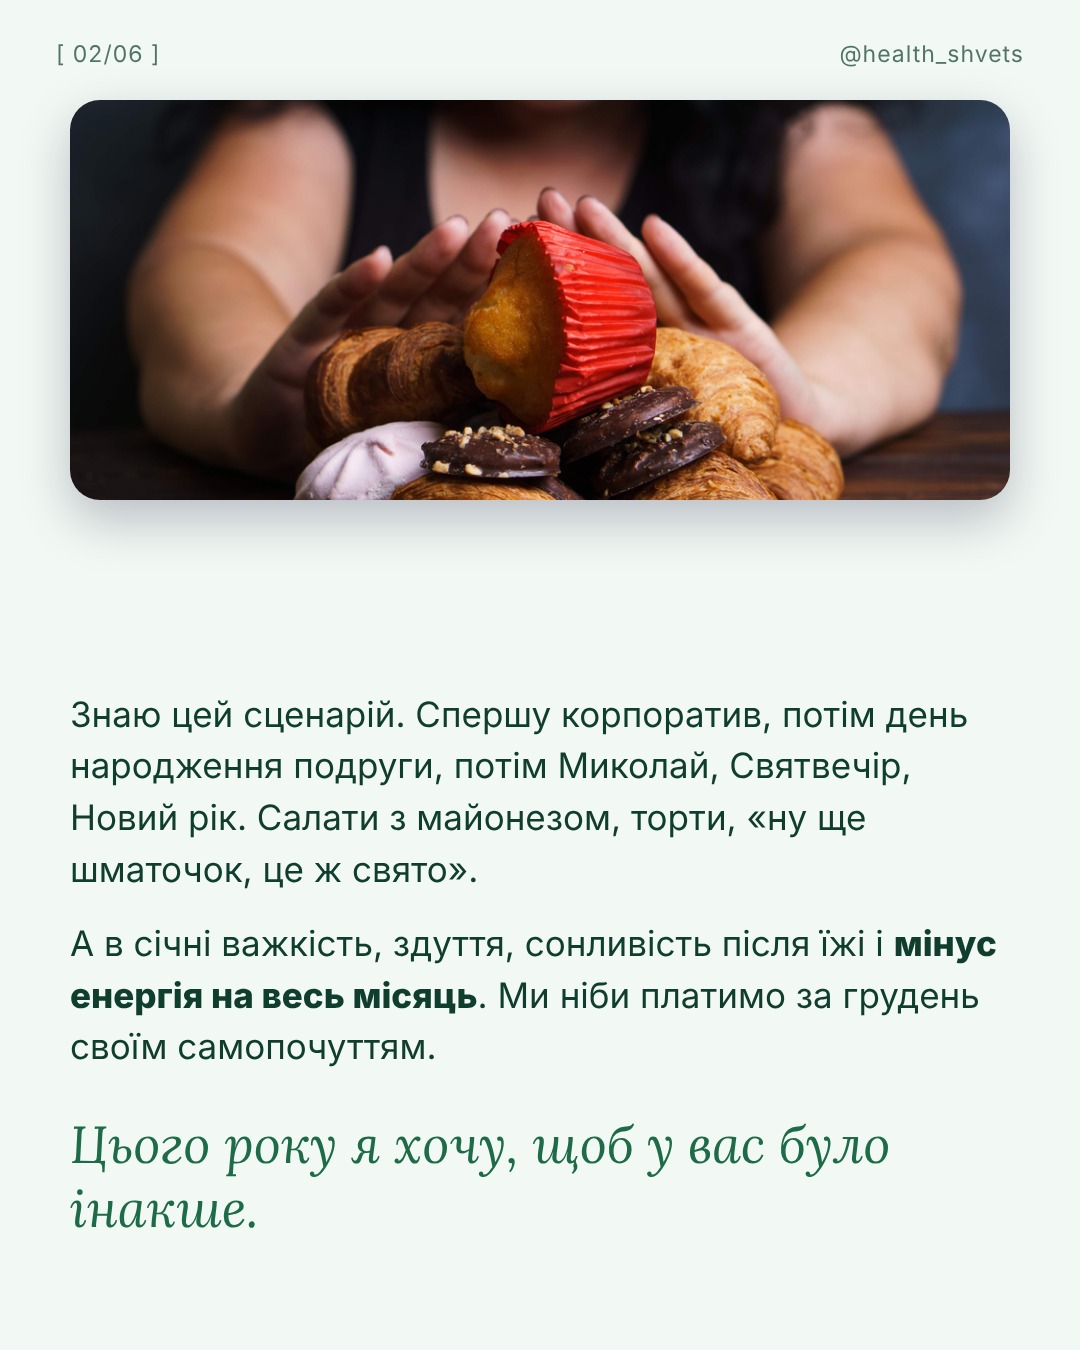 [ 02/06 ]
@health_shvets
Знаю цей сценарій. Спершу корпоратив, потім день
народження подруги, потім Миколай, Святвечір,
Новий рік. Салати з майонезом, торти, «ну ще
шматочок, це ж свято».
А в січні важкість, здуття, сонливість після їжі і мінус
енергія на весь місяць. Ми ніби платимо за грудень
своїм самопочуттям.
Цього року я хочу, щоб у вас було
інакше.